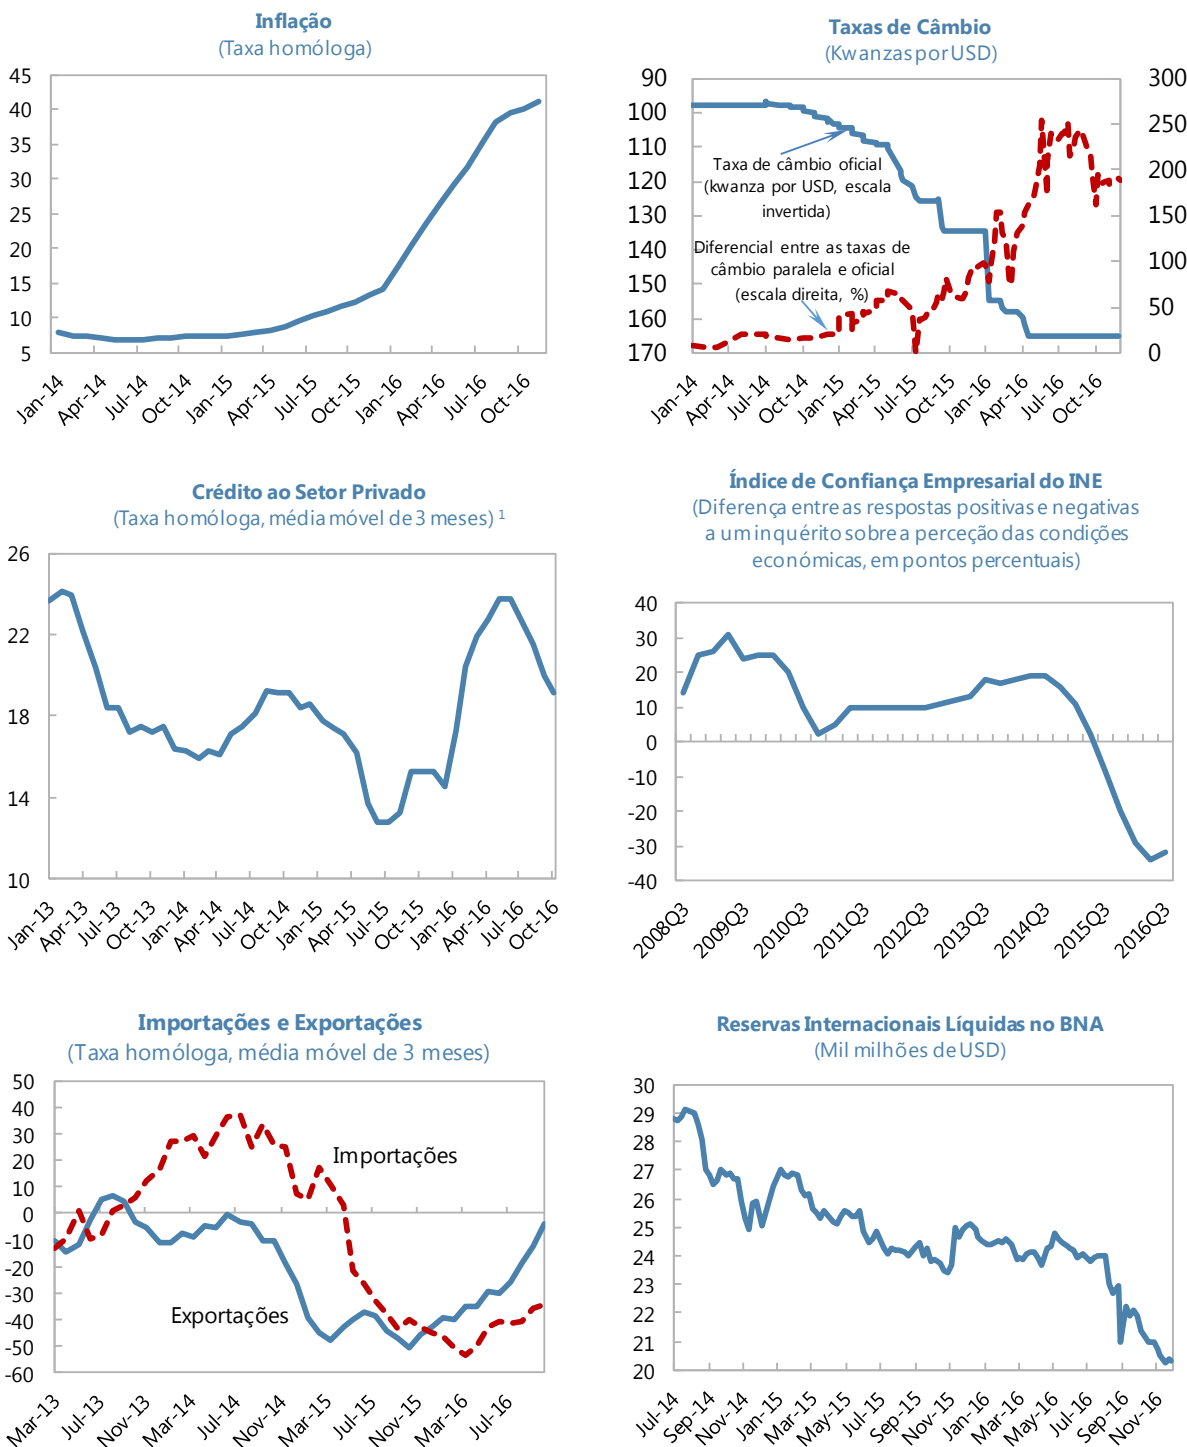 Inflação
(Taxa homóloga)
45
40
35
30
25
20
15
10
5
Jan-14
Apr-14
Jul-14
Oct-14
Jan-15
Apr-15
Jul-15
Oct-15
Jan-16
Apr-16
Jul-16
Oct-16
Taxas de Câmbio
(Kwanzas por USD)
90
100
110
120
130
140
150
160
170
300
250
200
150
100
50
0
Taxa de câmbio oficial
(kwanza por USD, escala
invertida)
Diferencial entre as taxas de
câmbio paralela e oficial
(escala direita, %)
Jan-14
Apr-14
Jul-14
Oct-14
Jan-15
Apr-15
Jul-15
Oct-15
Jan-16
Apr-16
Jul-16
Oct-16
Crédito ao Setor Privado
(Taxa homóloga, média móvel de 3 meses) 1
26
22
18
14
10
Jan-13
Apr-13
Jul-13
Oct-13
Jan-14
Apr-14
Jul-14
Oct-14
Jan-15
Apr-15
Jul-15
Oct-15
Jan-16
Apr-16
Jul-16
Oct-16
Índice de Confiança Empresarial do INE
(Diferença entre as respostas positivas e negativas
a um inquérito sobre a perceção das condições
económicas, em pontos percentuais)
40
30
20
10
0
-10
-20
-30
-40
2008Q3
2009Q3
2010Q3
2011Q3
2012Q3
2013Q3
2014Q3
2015Q3
2016Q3
Importações e Exportações
(Taxa homóloga, média móvel de 3 meses)
50
40
30
20
10
0
-10
-20
-30
-40
-50
-60
Importações
Exportações
Mar-13
Jul-13
Nov-13
Mar-14
Jul-14
Nov-14
Mar-15
Jul-15
Nov-15
Mar-16
Jul-16
Reservas Internacionais Líquidas no BNA
(Mil milhões de USD)
30
29
28
27
26
25
24
23
22
21
20
Jul-14
Sep-14
Nov-14
Jan-15
Mar-15
May-15
Jul-15
Sep-15
Nov-15
Jan-16
Mar-16
May-16
Jul-16
Sep-16
Nov-16